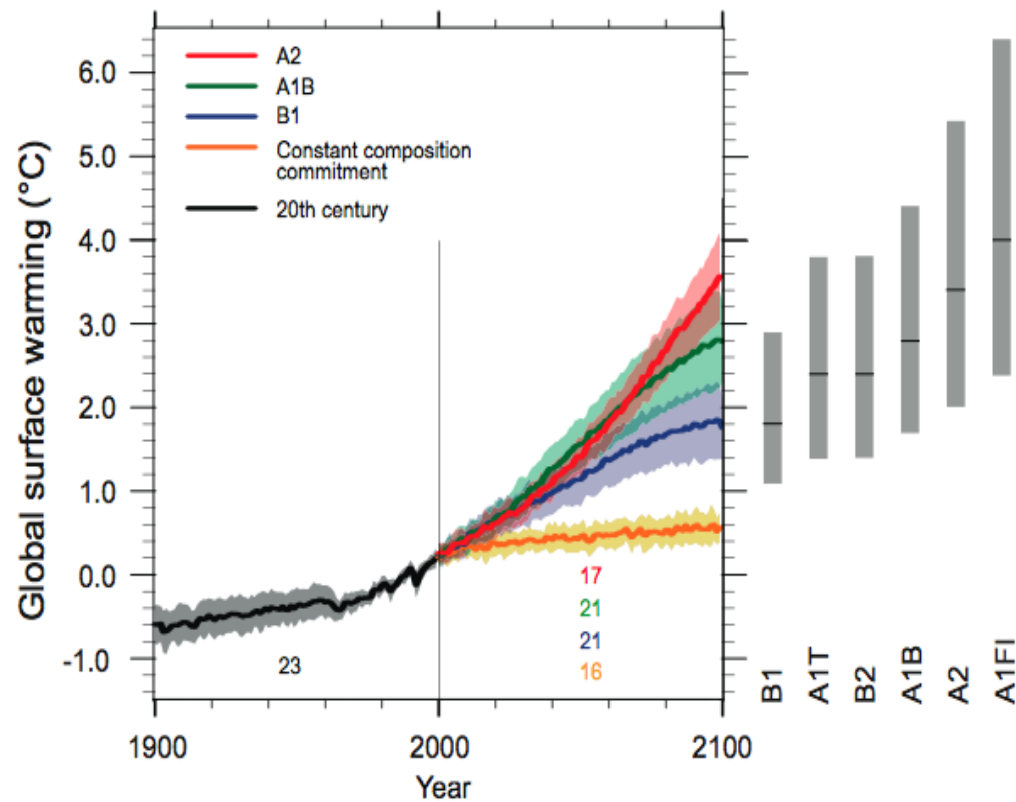 Global surface warming (°C)
6.0
5.0
4.0
3.0
2.0
1.0
0.0
-1.0
A2
A1B
B1
Constant composition
commitment
20th century
17
21
21
16
23
1900
2000
2100
Year
B1
A1T
B2
A1B
A2
A1FI